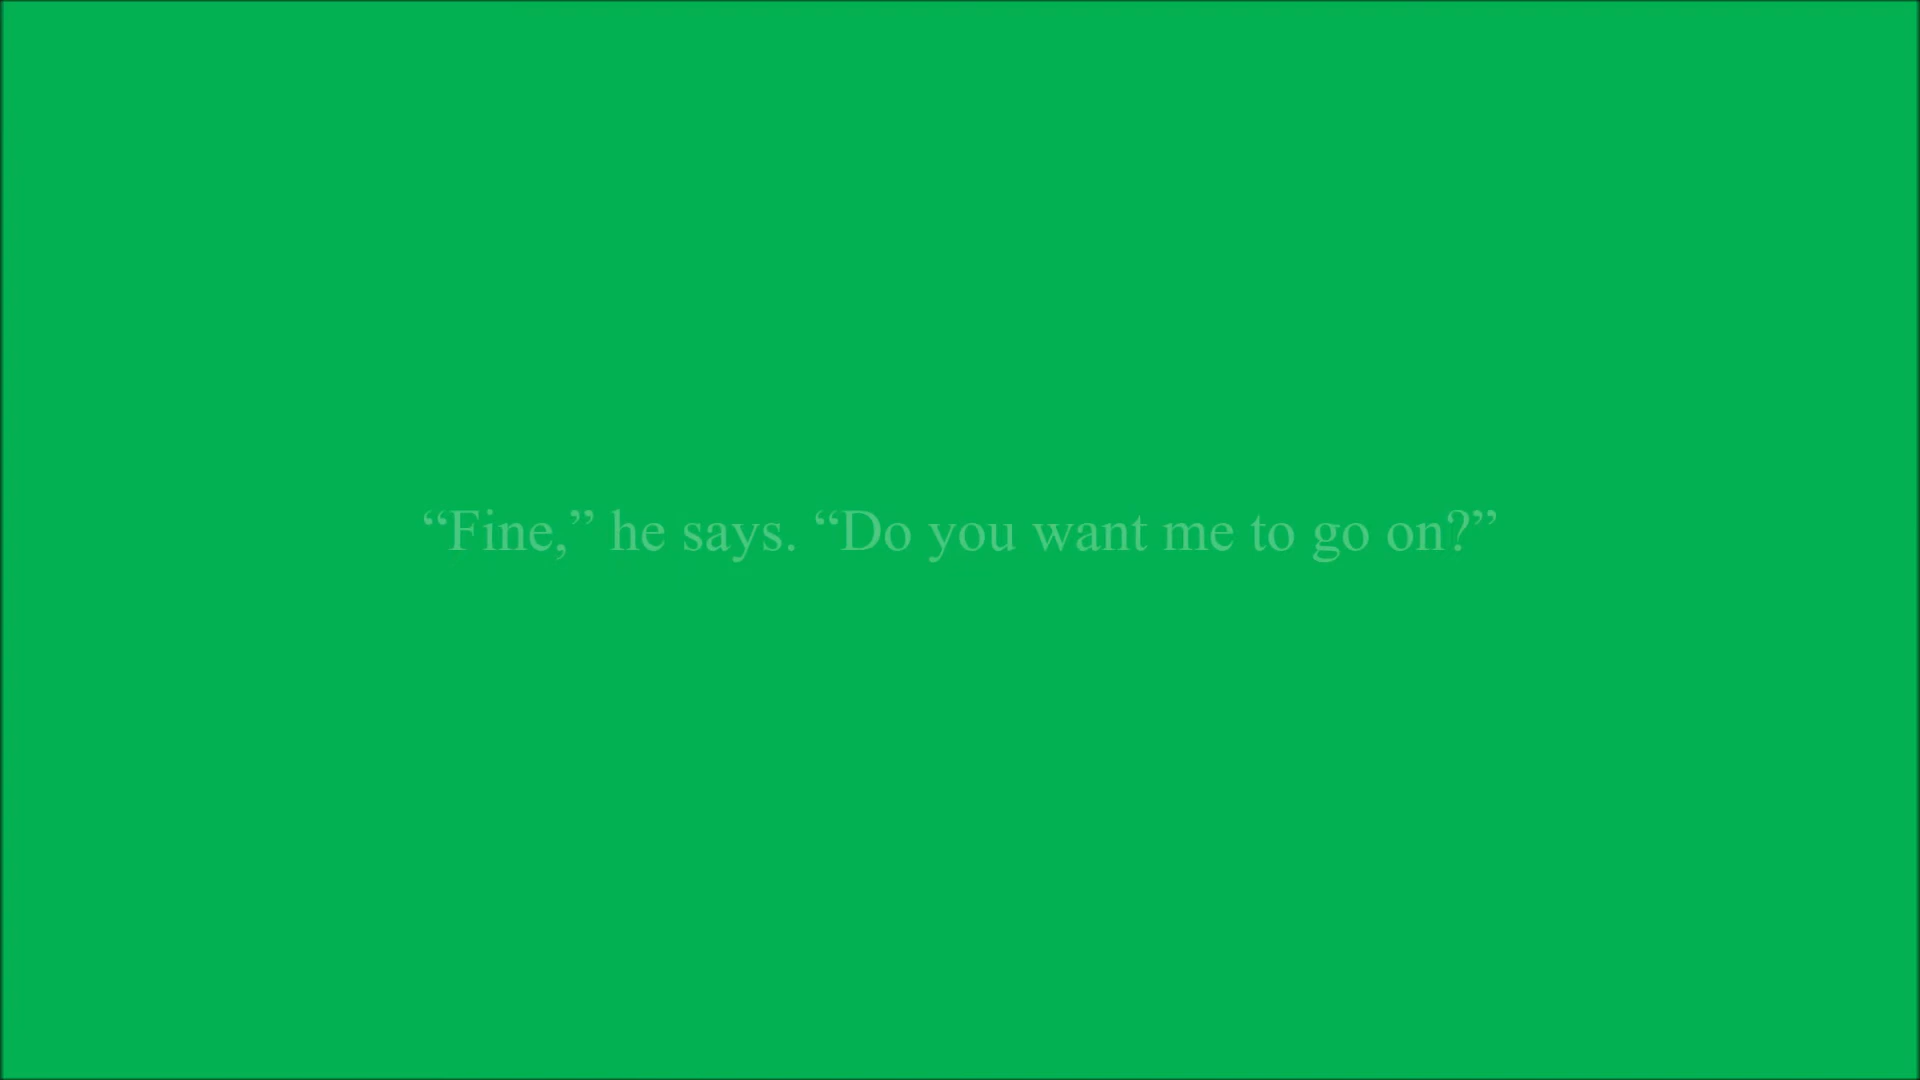 “Fine,” he says. “Do you want me to go on?”